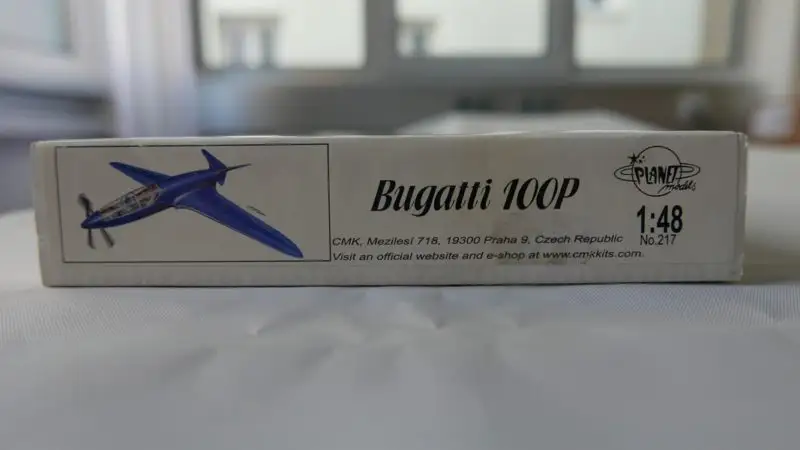 Bugatti 100P
PLANET
models
1:48
No.217
CMK, Mezilesí 718, 19300 Praha 9, Czech Republic
Visit an official website and e-shop at www.cmkkits.com.